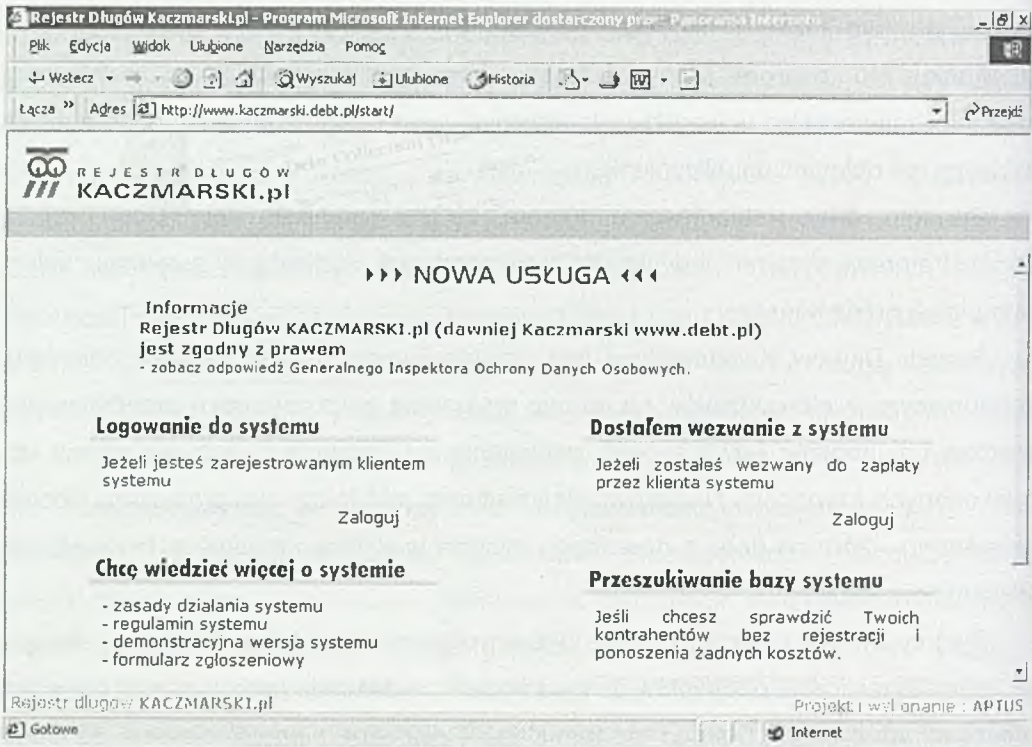 Rejestr Długów Kaczmarski.pl - Program Microsoft Internet Explorer dostarczony przez Panorama Internetu
Plik Edycja Widok Ulubione Narzędzia Pomoc
Wstecz Wyszukaj Ulubione Historia
Łącza » Adres http://www.kaczmarski.debt.pl/start/ Przejdź
REJESTR DŁUGÓW
KACZMARSKI.pl
NOWA USŁUGA
Informacje
Rejestr Długów KACZMARSKI.pl (dawniej Kaczmarski www.debt.pl)
jest zgodny z prawem
- zobacz odpowiedź Generalnego Inspektora Ochrony Danych Osobowych.
Logowanie do systemu
Jeżeli jesteś zarejestrowanym klientem
systemu
Zaloguj
Chcę wiedzieć więcej o systemie
- zasady działania systemu
- regulamin systemu
- demonstracyjna wersja systemu
- formularz zgłoszeniowy
Dostałem wezwanie z systemu
Jeżeli zostałeś wezwany do zapłaty
przez klienta systemu
Zaloguj
Przeszukiwanie bazy systemu
Jeśli chcesz sprawdzić Twoich
kontrahentów bez rejestracji i
ponoszenia żadnych kosztów.
Rejestr długów KACZMARSKI.pl Projekt i wykonanie : APTUS
Gotowe Internet